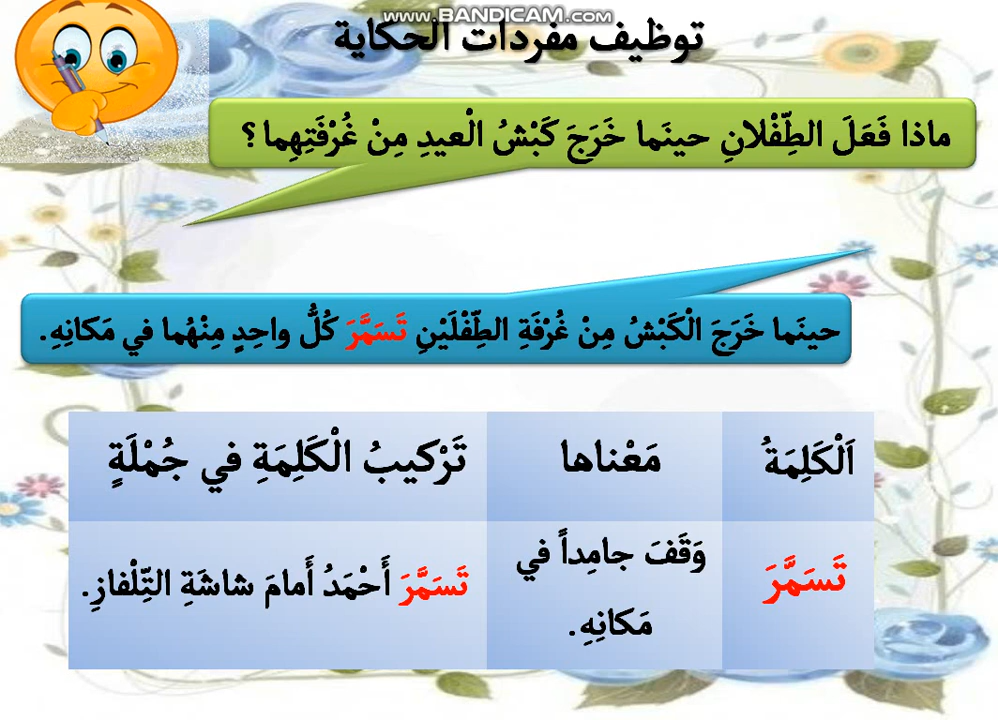 www.BANDICAM.com
توظيف مفردات الحكاية
ماذا فَعَلَ الطِّفْلانِ حينَما خَرَجَ كَبْشُ الْعيدِ مِنْ غُرْفَتِهِما ؟
حينَما خَرَجَ الْكَبْشُ مِنْ غُرْفَةِ الطِّفْلَيْنِ تَسَمَّرَ كُلُّ واحِدٍ مِنْهُما في مَكانِهِ.
اَلْكَلِمَةُ مَعْناها تَرْكيبُ الْكَلِمَةِ في جُمْلَةٍ
تَسَمَّرَ
وَقَفَ جامِداً في
مَكانِهِ.
تَسَمَّرَ أَحْمَدُ أَمامَ شاشَةِ التِّلْفازِ.